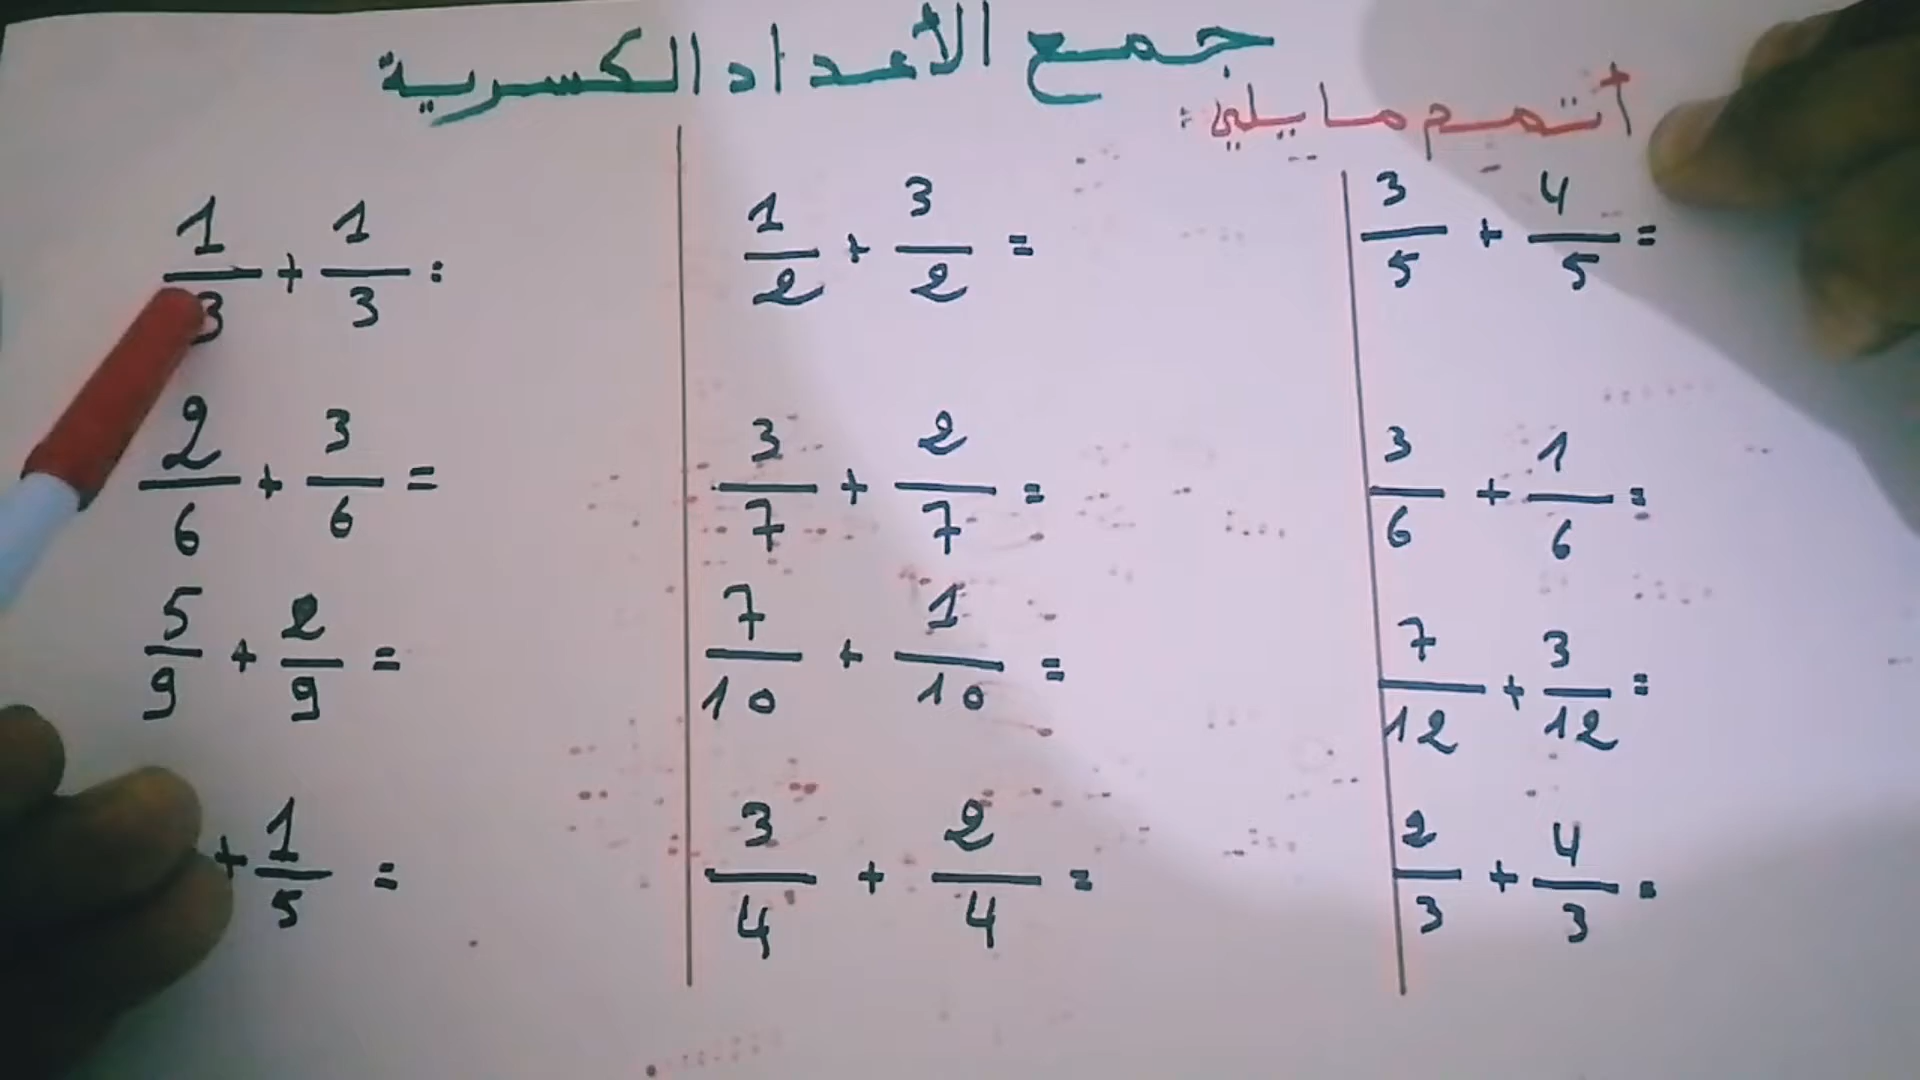 جمع الأعداد الكسرية
أتمم مايلي:
1/3 + 1/3 =
1/2 + 3/2 =
3/5 + 4/5 =
2/6 + 3/6 =
3/7 + 2/7 =
3/6 + 1/6 =
5/9 + 2/9 =
7/10 + 1/10 =
7/12 + 3/12 =
+ 1/5 =
3/4 + 2/4 =
2/3 + 4/3 =